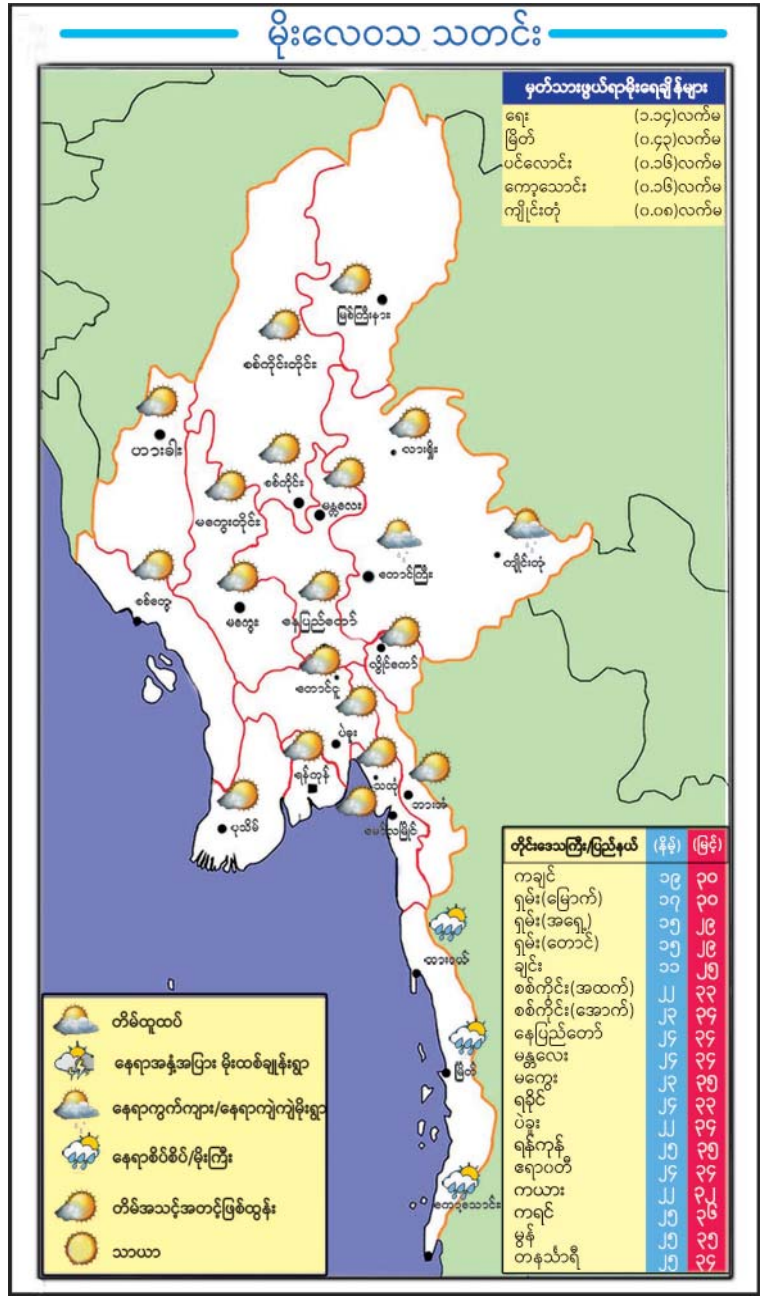 မိုးလေဝသ သတင်း
မှတ်သားဖွယ်ရာမိုးရေချိန်များ
ရေး (၁.၁၄)လက်မ
မြိတ် (၀.၄၃)လက်မ
ပင်လောင်း (၀.၁၆)လက်မ
ကော့သောင်း (၀.၁၆)လက်မ
ကျိုင်းတုံ (၀.၀၈)လက်မ
မြစ်ကြီးနား
စစ်ကိုင်းတိုင်း
ဟားခါး
လားရှိုး
စစ်ကိုင်း
မန္တလေး
မကွေးတိုင်း
ကျိုင်းတုံ
တောင်ကြီး
စစ်တွေ
မကွေး
နေပြည်တော်
လွိုင်ကော်
တောင်ငူ
ပဲခူး
ရန်ကုန်
သထုံ
ဘားအံ
ပုသိမ်
မော်လမြိုင်
ထားဝယ်
မြိတ်
ကော့သောင်း
တိုင်းဒေသကြီး/ပြည်နယ် (နိမ့်) (မြင့်)
ကချင် ၁၉ ၃၀
ရှမ်း(မြောက်) ၁၇ ၃၀
ရှမ်း(အရှေ့) ၁၅ ၂၉
ရှမ်း(တောင်) ၁၅ ၂၉
ချင်း ၁၁ ၂၅
စစ်ကိုင်း(အထက်) ၂၂ ၃၃
စစ်ကိုင်း(အောက်) ၂၃ ၃၄
နေပြည်တော် ၂၄ ၃၄
မန္တလေး ၂၄ ၃၄
မကွေး ၂၃ ၃၅
ရခိုင် ၂၄ ၃၃
ပဲခူး ၂၂ ၃၄
ရန်ကုန် ၂၅ ၃၅
ဧရာဝတီ ၂၄ ၃၄
ကယား ၂၂ ၃၂
ကရင် ၂၅ ၃၆
မွန် ၂၅ ၃၅
တနင်္သာရီ ၂၅ ၃၄
တိမ်ထူထပ်
နေရာအနှံ့အပြား မိုးထစ်ချုန်းရွာ
နေရာကွက်ကျား/နေရာကျဲကျဲမိုးရွာ
နေရာစိပ်စိပ်/မိုးကြီး
တိမ်အသင့်အတင့်ဖြစ်ထွန်း
သာယာ